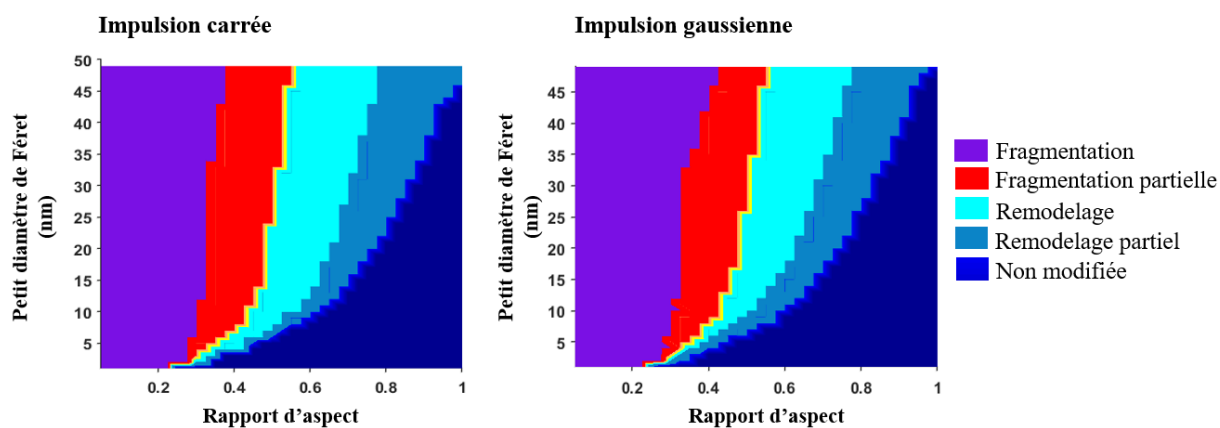 Impulsion carrée
Petit diamètre de Féret
(nm)
50
45
40
35
30
25
20
15
10
5
0.2
0.4
0.6
0.8
1
Rapport d'aspect
Impulsion gaussienne
Petit diamètre de Féret
(nm)
45
40
35
30
25
20
15
10
5
0.2
0.4
0.6
0.8
1
Rapport d'aspect
Fragmentation
Fragmentation partielle
Remodelage
Remodelage partiel
Non modifiée